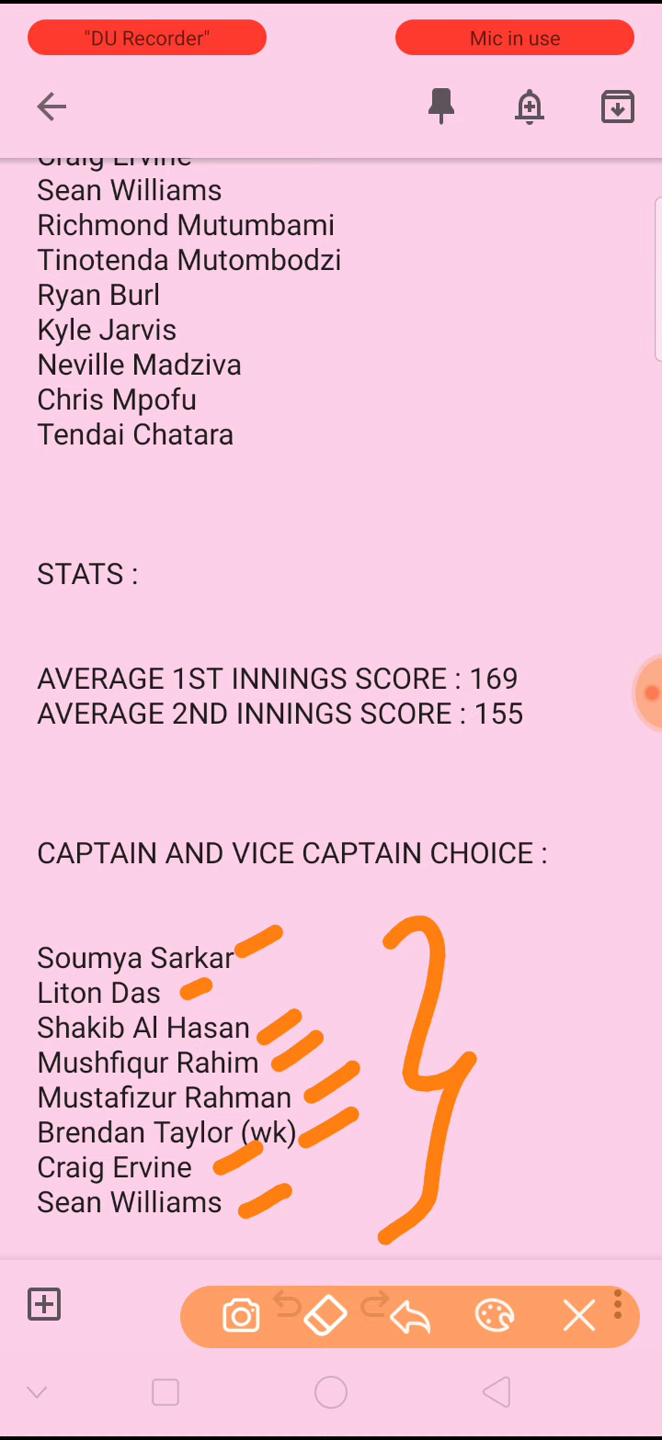 "DU Recorder"
Mic in use
Craig Ervine
Sean Williams
Richmond Mutumbami
Tinotenda Mutombodzi
Ryan Burl
Kyle Jarvis
Neville Madziva
Chris Mpofu
Tendai Chatara
STATS :
AVERAGE 1ST INNINGS SCORE : 169
AVERAGE 2ND INNINGS SCORE : 155
CAPTAIN AND VICE CAPTAIN CHOICE :
Soumya Sarkar
Liton Das
Shakib Al Hasan
Mushfiqur Rahim
Mustafizur Rahman
Brendan Taylor (wk)
Craig Ervine
Sean Williams